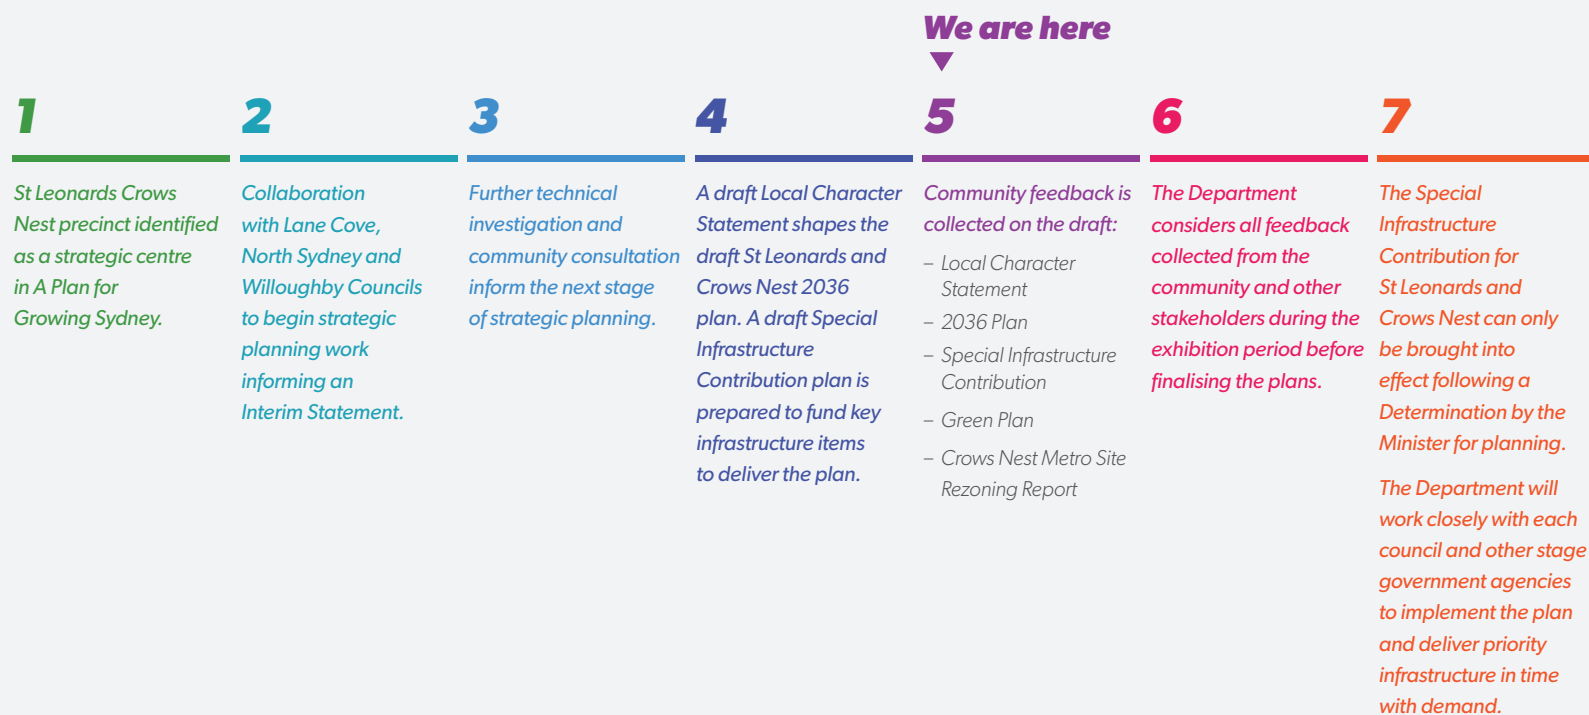 We are here
1
St Leonards Crows
Nest precinct identified
as a strategic centre
in A Plan for
Growing Sydney.
2
Collaboration
with Lane Cove,
North Sydney and
Willoughby Councils
to begin strategic
planning work
informing an
Interim Statement.
3
Further technical
investigation and
community consultation
inform the next stage
of strategic planning.
4
A draft Local Character
Statement shapes the
draft St Leonards and
Crows Nest 2036
plan. A draft Special
Infrastructure
Contribution plan is
prepared to fund key
infrastructure items
to deliver the plan.
5
Community feedback is
collected on the draft:
– Local Character
Statement
– 2036 Plan
– Special Infrastructure
Contribution
– Green Plan
– Crows Nest Metro Site
Rezoning Report
6
The Department
considers all feedback
collected from the
community and other
stakeholders during the
exhibition period before
finalising the plans.
7
The Special
Infrastructure
Contribution for
St Leonards and
Crows Nest can only
be brought into
effect following a
Determination by the
Minister for planning.
The Department will
work closely with each
council and other stage
government agencies
to implement the plan
and deliver priority
infrastructure in time
with demand.